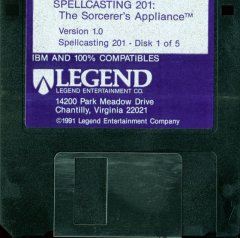 SPELLCASTING 201:
The Sorcerer's Appliance™
Version 1.0
Spellcasting 201 - Disk 1 of 5
IBM AND 100% COMPATIBLES
LEGEND
LEGEND ENTERTAINMENT CO.
14200 Park Meadow Drive
Chantilly, Virginia 22021
©1991 Legend Entertainment Company